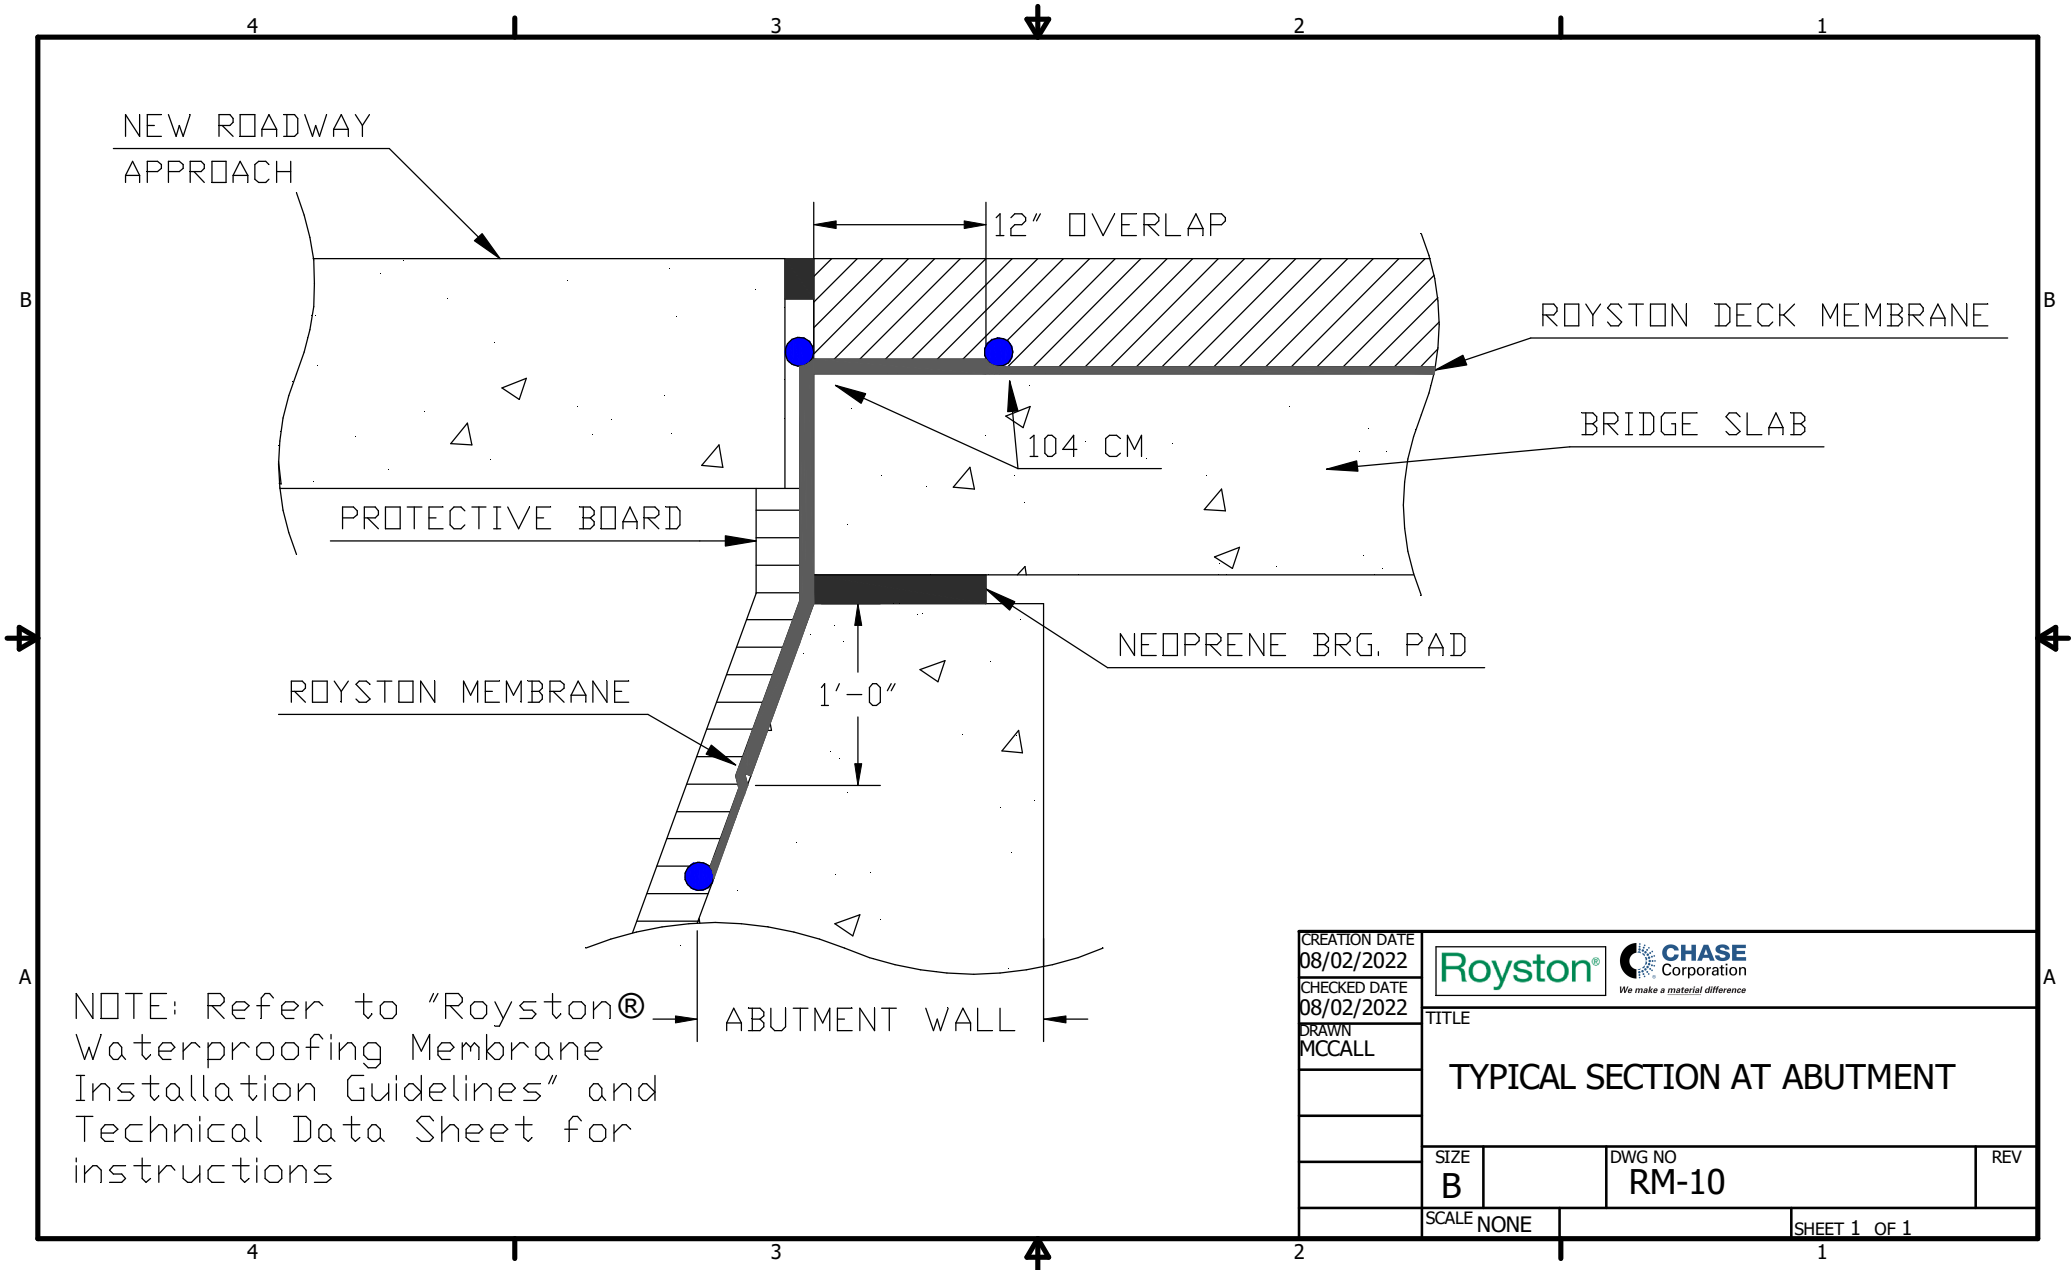 4 3 2 1
NEW ROADWAY
APPROACH
12" OVERLAP
B B
ROYSTON DECK MEMBRANE
BRIDGE SLAB
104 CM
PROTECTIVE BOARD
NEOPRENE BRG. PAD
ROYSTON MEMBRANE
1'-0"
A A
ABUTMENT WALL
NOTE: Refer to "Royston®
Waterproofing Membrane
Installation Guidelines" and
Technical Data Sheet for
instructions
CREATION DATE
08/02/2022
CHECKED DATE
08/02/2022
DRAWN
MCCALL
Royston®
CHASE
Corporation
We make a material difference
TITLE
TYPICAL SECTION AT ABUTMENT
SIZE
B
DWG NO
RM-10
REV
SCALE NONE
SHEET 1 OF 1
4 3 2 1